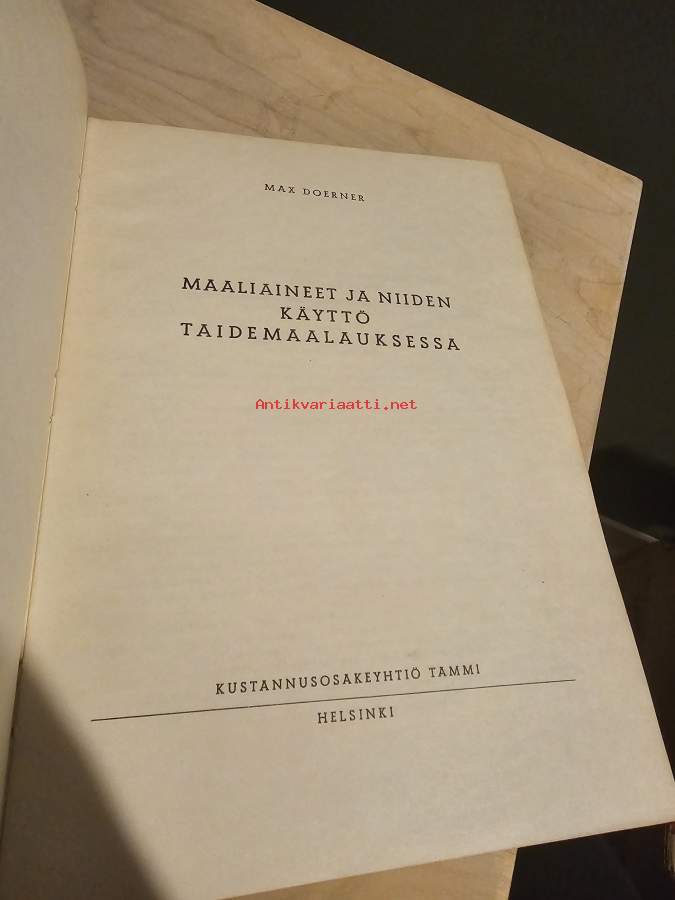 MAX DOERNER
MAALIAINEET JA NIIDEN
KÄYTTÖ
TAIDEMAALAUKSESSA
Antikvariaatti.net
KUSTANNUSOSAKEYHTIÖ TAMMI
HELSINKI